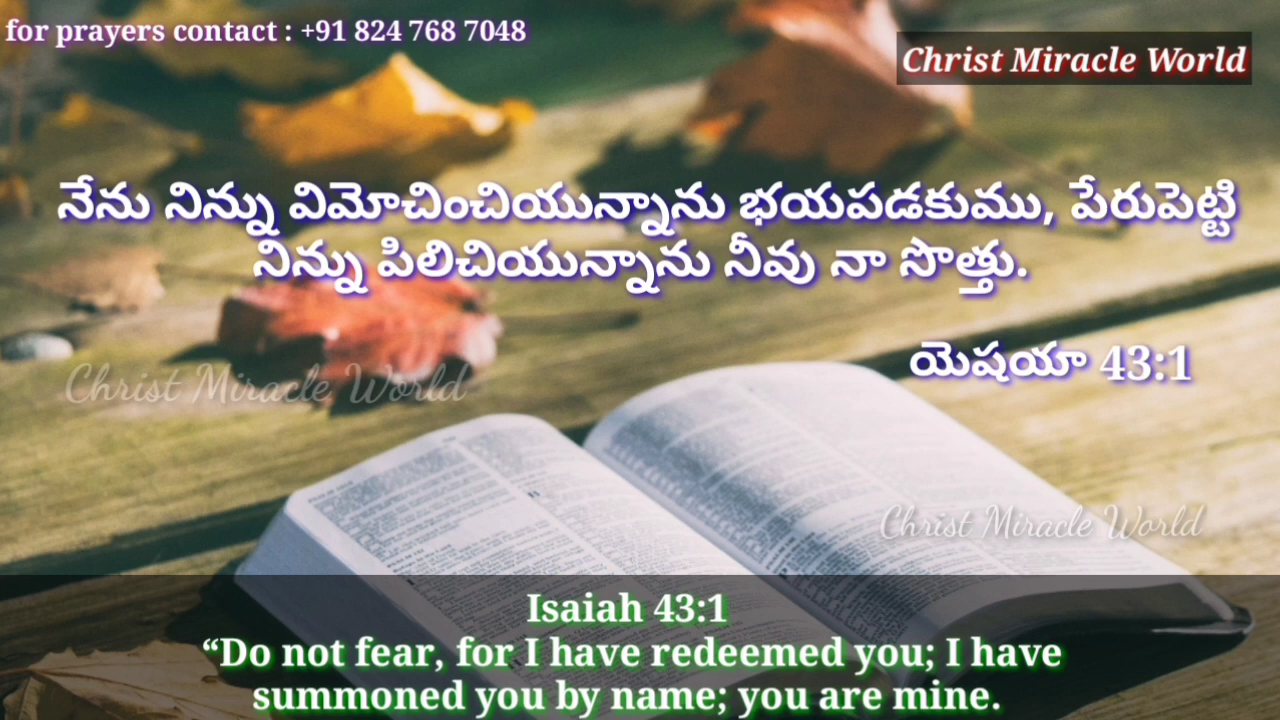 for prayers contact : +91 824 768 7048
Christ Miracle World
నేను నిన్ను విమోచించియున్నాను భయపడకుము, పేరుపెట్టి
నిన్ను పిలిచియున్నాను నీవు నా సొత్తు.
యెషయా 43:1
Christ Miracle World
Christ Miracle World
Isaiah 43:1
“Do not fear, for I have redeemed you; I have
summoned you by name; you are mine.